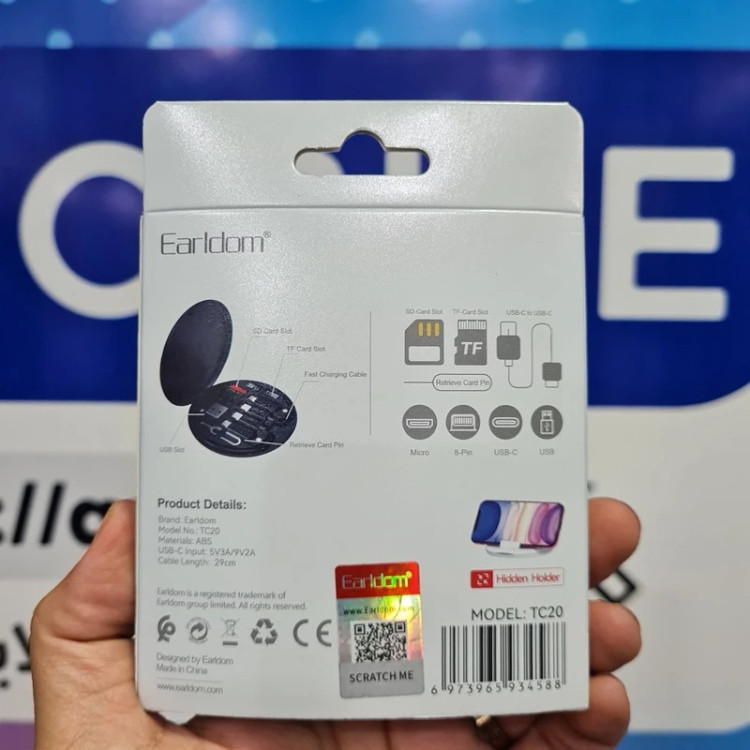 Earldom®
SD-Card Slot
TF-Card Slot
USB-C to USB-C
SD Card Slot
TF Card Slot
TF
Fast Charging Cable
Retrieve Card Pin
USB Slot
Retrieve Card Pin
Micro
8-Pin
USB-C
USB
Product Details:
Brand: Earldom
Model No.: TC20
Materials: ABS
USB-C Input: 5V3A/9V2A
Cable Length: 29cm
Hidden Holder
Earldom is a registered trademark of
Earldom group limited. All rights reserved.
Earldom
www.Earldom.com
SCRATCH ME
MODEL: TC20
CE
Designed by Earldom
Made in China
www.earldom.com
6 973965 934588
E